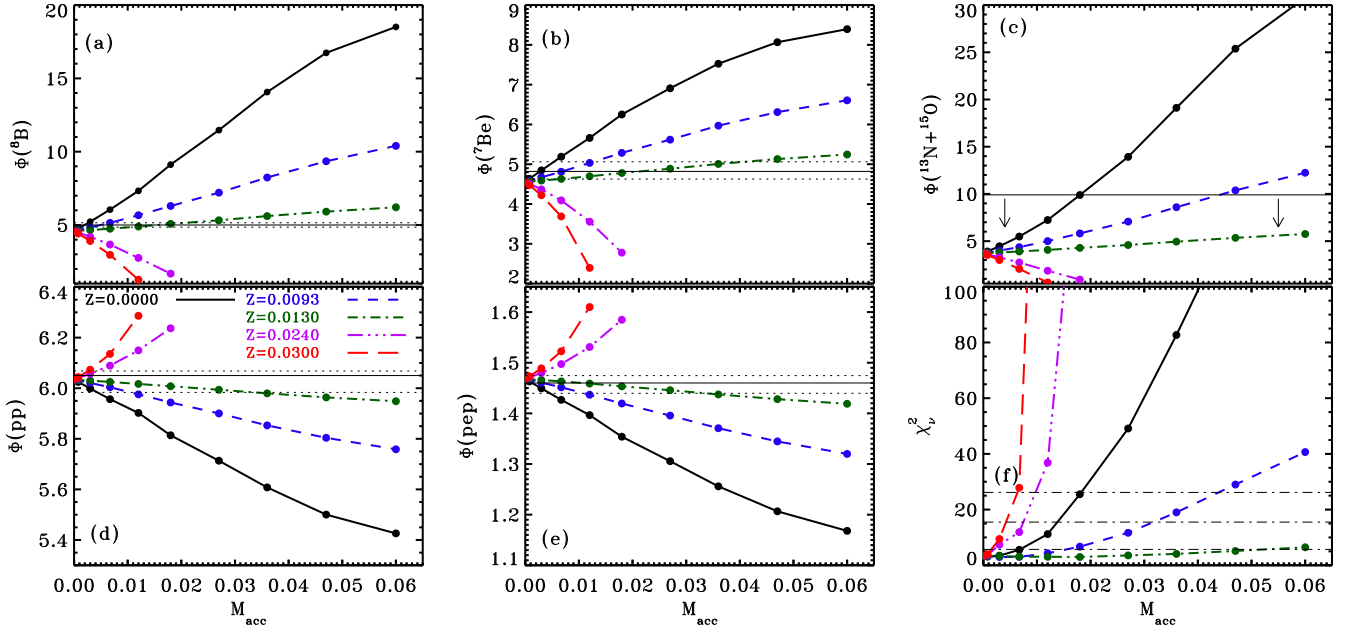 20
15
10
5
Φ(⁸B)
(a)
9
8
7
6
5
4
3
2
Φ(⁷Be)
(b)
30
25
20
15
10
5
Φ(¹³N+¹⁵O)
(c)
6.4
6.2
6.0
5.8
5.6
5.4
Φ(pp)
Z=0.0000
Z=0.0093
Z=0.0130
Z=0.0240
Z=0.0300
(d)
0.00 0.01 0.02 0.03 0.04 0.05 0.06
M_acc
1.6
1.5
1.4
1.3
1.2
1.1
Φ(pep)
(e)
0.00 0.01 0.02 0.03 0.04 0.05 0.06
M_acc
100
80
60
40
20
0
χ²_ν
(f)
0.00 0.01 0.02 0.03 0.04 0.05 0.06
M_acc